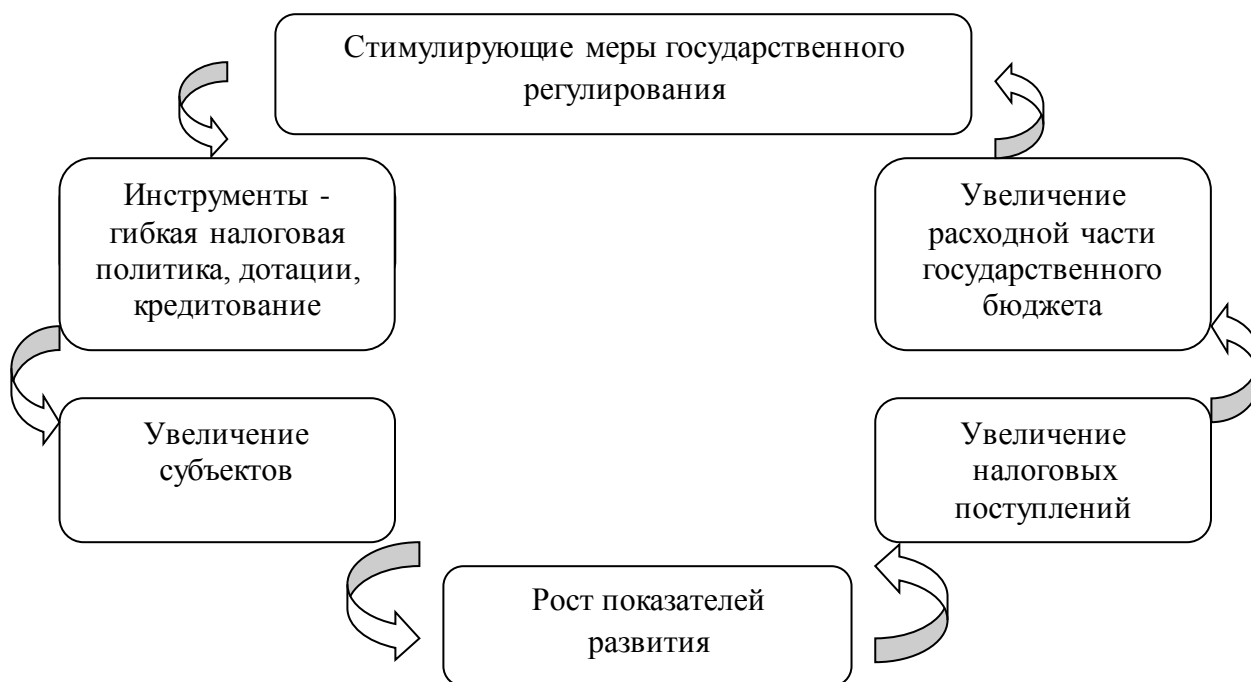 Стимулирующие меры государственного
регулирования
Инструменты -
гибкая налоговая
политика, дотации,
кредитование
Увеличение
субъектов
Рост показателей
развития
Увеличение
налоговых
поступлений
Увеличение
расходной части
государственного
бюджета